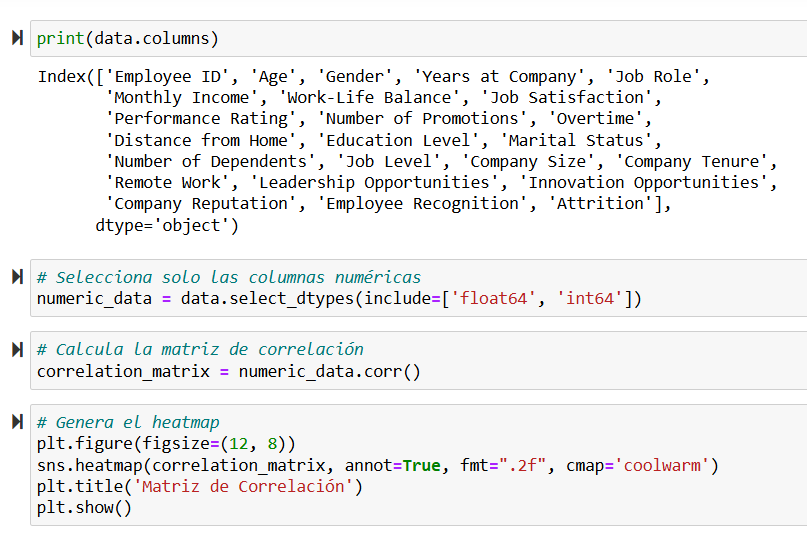 print(data.columns)
Index(['Employee ID', 'Age', 'Gender', 'Years at Company', 'Job Role',
       'Monthly Income', 'Work-Life Balance', 'Job Satisfaction',
       'Performance Rating', 'Number of Promotions', 'Overtime',
       'Distance from Home', 'Education Level', 'Marital Status',
       'Number of Dependents', 'Job Level', 'Company Size', 'Company Tenure',
       'Remote Work', 'Leadership Opportunities', 'Innovation Opportunities',
       'Company Reputation', 'Employee Recognition', 'Attrition'],
      dtype='object')
# Selecciona solo las columnas numéricas
numeric_data = data.select_dtypes(include=['float64', 'int64'])
# Calcula la matriz de correlación
correlation_matrix = numeric_data.corr()
# Genera el heatmap
plt.figure(figsize=(12, 8))
sns.heatmap(correlation_matrix, annot=True, fmt=".2f", cmap='coolwarm')
plt.title('Matriz de Correlación')
plt.show()